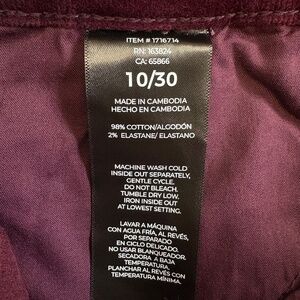 ITEM # 1716714
RN: 163824
CA: 65866
10/30
MADE IN CAMBODIA
HECHO EN CAMBODIA
98% COTTON/ALGODÓN
2% ELASTANE/ ELASTANO
MACHINE WASH COLD
INSIDE OUT SEPARATELY,
GENTLE CYCLE.
DO NOT BLEACH.
TUMBLE DRY LOW,
IRON INSIDE OUT
AT LOWEST SETTING.
LAVAR A MÁQUINA
CON AGUA FRÍA, AL REVÉS,
POR SEPARADO
EN CICLO DELICADO.
NO USAR BLANQUEADOR.
SECADORA A BAJA
TEMPERATURA.
PLANCHAR AL REVÉS CON
TEMPERATURA MÍNIMA.